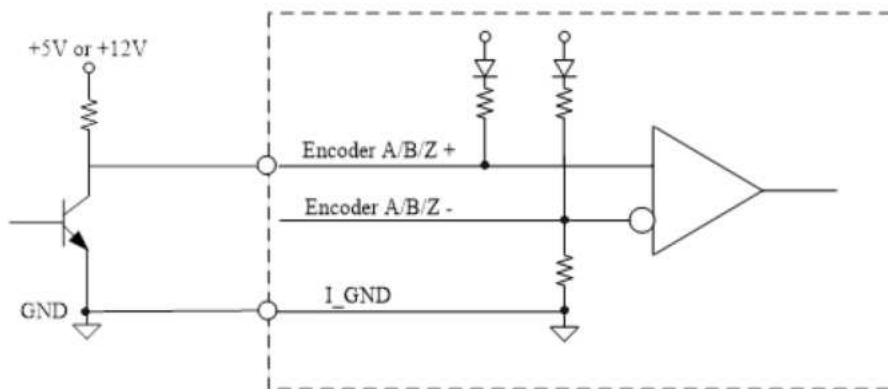 +5V or +12V
Encoder A/B/Z +
Encoder A/B/Z -
I_GND
GND